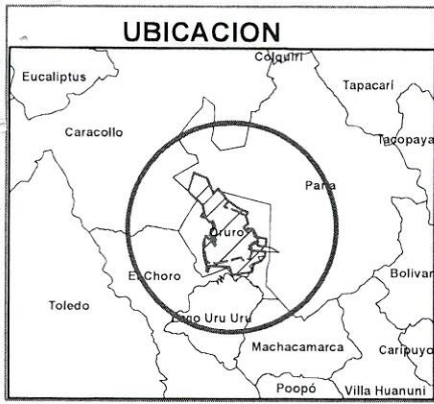 UBICACION
Colquiri
Eucaliptus
Tapacarí
Caracollo
Tacopaya
Paria
Oruro
El Choro
Bolivar
Toledo
Lago Uru Uru
Machacamarca
Caripuyo
Poopó
Villa Huanuni